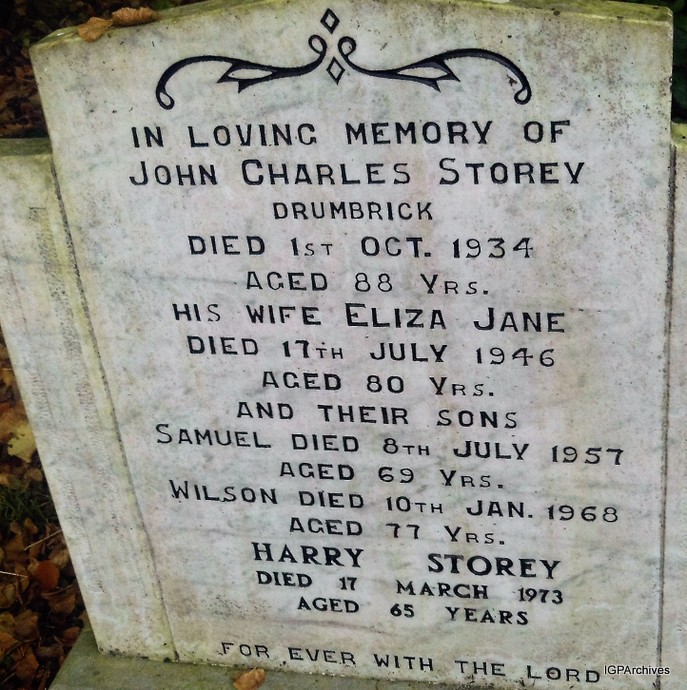 IN LOVING MEMORY OF
JOHN CHARLES STOREY
DRUMBRICK
DIED 1ST OCT. 1934
AGED 88 YRS.
HIS WIFE ELIZA JANE
DIED 17TH JULY 1946
AGED 80 YRS.
AND THEIR SONS
SAMUEL DIED 8TH JULY 1957
AGED 69 YRS.
WILSON DIED 10TH JAN. 1968
AGED 77 YRS.
HARRY STOREY
DIED 17 MARCH 1973
AGED 65 YEARS
FOR EVER WITH THE LORD
IGPArchives